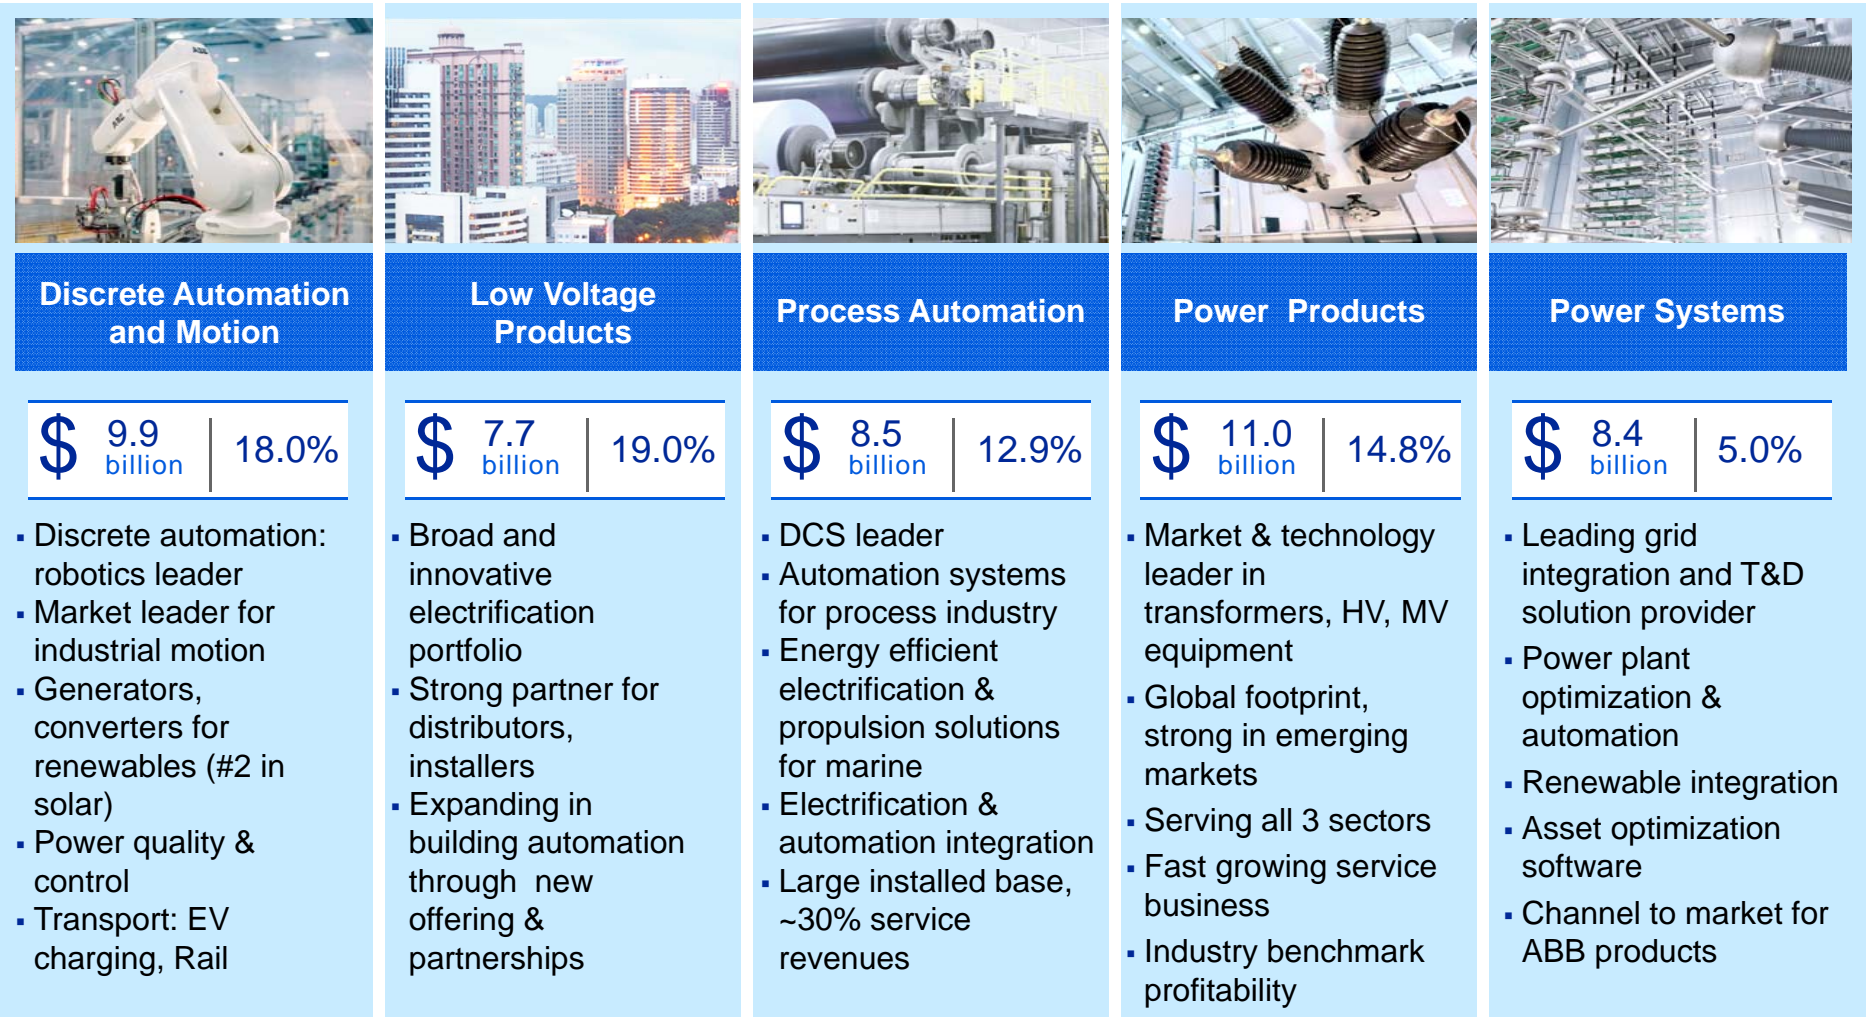 Discrete Automation
and Motion
$ 9.9
billion
18.0%
▪ Discrete automation:
robotics leader
▪ Market leader for
industrial motion
▪ Generators,
converters for
renewables (#2 in
solar)
▪ Power quality &
control
▪ Transport: EV
charging, Rail
Low Voltage
Products
$ 7.7
billion
19.0%
▪ Broad and
innovative
electrification
portfolio
▪ Strong partner for
distributors,
installers
▪ Expanding in
building automation
through new
offering &
partnerships
Process Automation
$ 8.5
billion
12.9%
▪ DCS leader
▪ Automation systems
for process industry
▪ Energy efficient
electrification &
propulsion solutions
for marine
▪ Electrification &
automation integration
▪ Large installed base,
~30% service
revenues
Power Products
$ 11.0
billion
14.8%
▪ Market & technology
leader in
transformers, HV, MV
equipment
▪ Global footprint,
strong in emerging
markets
▪ Serving all 3 sectors
▪ Fast growing service
business
▪ Industry benchmark
profitability
Power Systems
$ 8.4
billion
5.0%
▪ Leading grid
integration and T&D
solution provider
▪ Power plant
optimization &
automation
▪ Renewable integration
▪ Asset optimization
software
▪ Channel to market for
ABB products